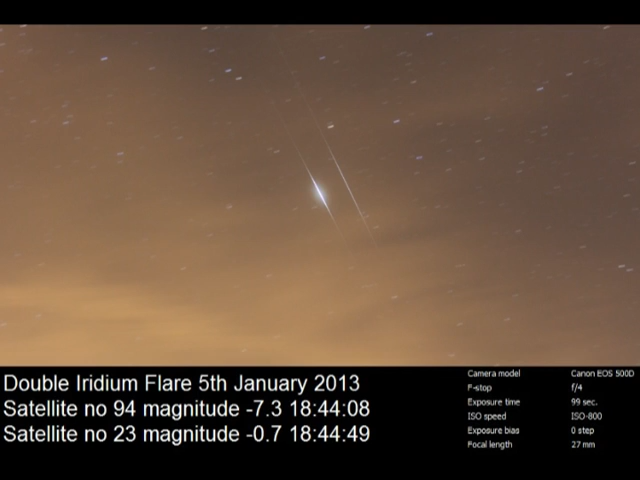 Double Iridium Flare 5th January 2013
Satellite no 94 magnitude -7.3 18:44:08
Satellite no 23 magnitude -0.7 18:44:49
Camera model Canon EOS 500D
F-stop f/4
Exposure time 99 sec.
ISO speed ISO-800
Exposure bias 0 step
Focal length 27 mm